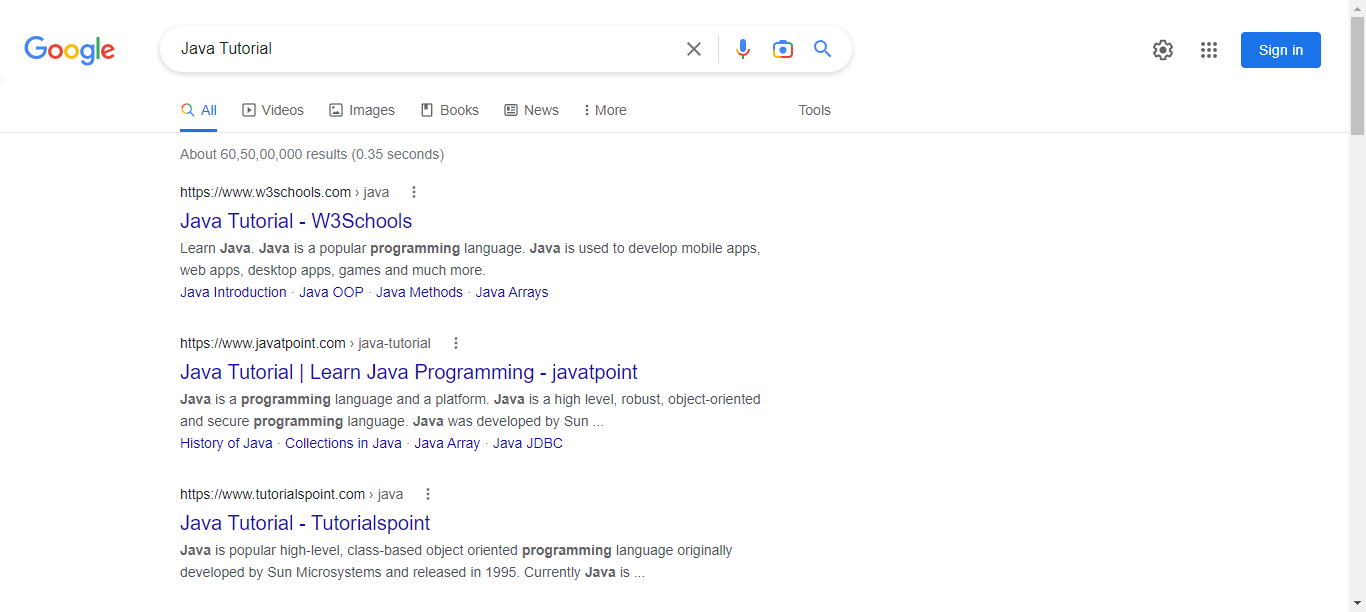 Google
Java Tutorial
Sign in
All Videos Images Books News More Tools
About 60,50,00,000 results (0.35 seconds)
https://www.w3schools.com › java
Java Tutorial - W3Schools
Learn Java. Java is a popular programming language. Java is used to develop mobile apps,
web apps, desktop apps, games and much more.
Java Introduction · Java OOP · Java Methods · Java Arrays
https://www.javatpoint.com › java-tutorial
Java Tutorial | Learn Java Programming - javatpoint
Java is a programming language and a platform. Java is a high level, robust, object-oriented
and secure programming language. Java was developed by Sun ...
History of Java · Collections in Java · Java Array · Java JDBC
https://www.tutorialspoint.com › java
Java Tutorial - Tutorialspoint
Java is popular high-level, class-based object oriented programming language originally
developed by Sun Microsystems and released in 1995. Currently Java is ...